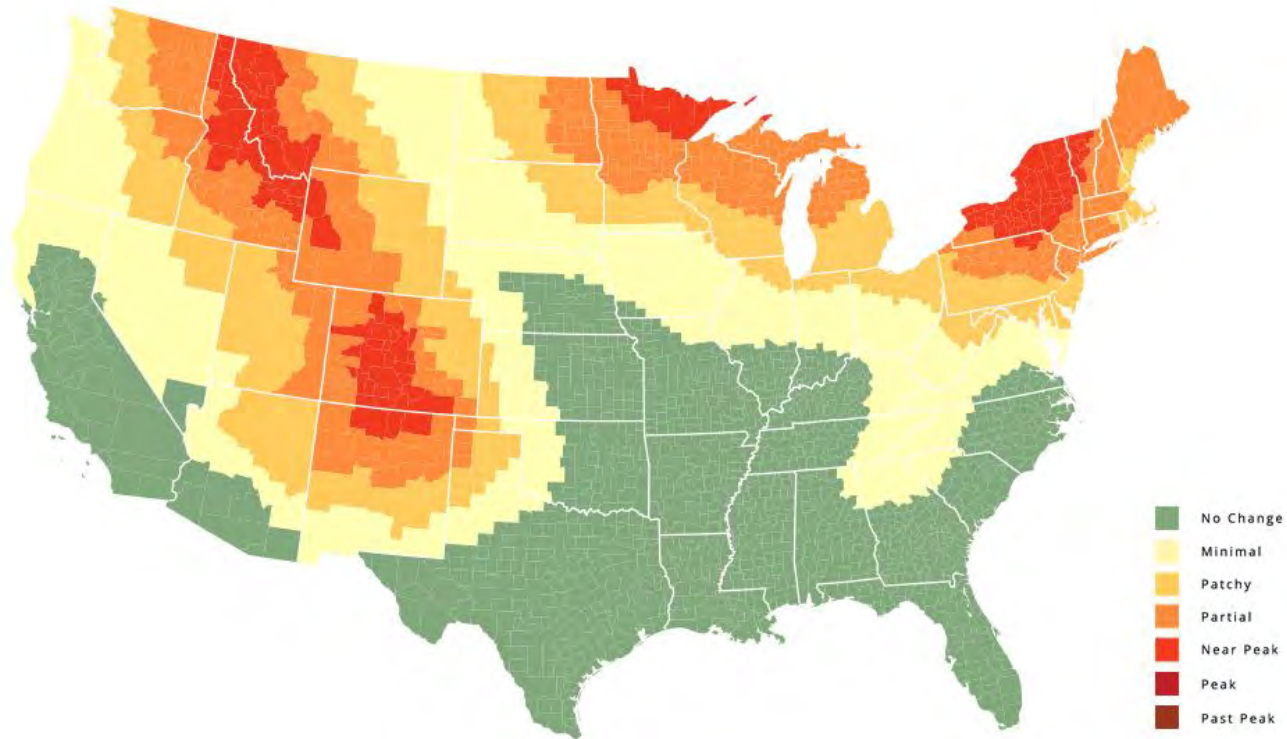 No Change
Minimal
Patchy
Partial
Near Peak
Peak
Past Peak